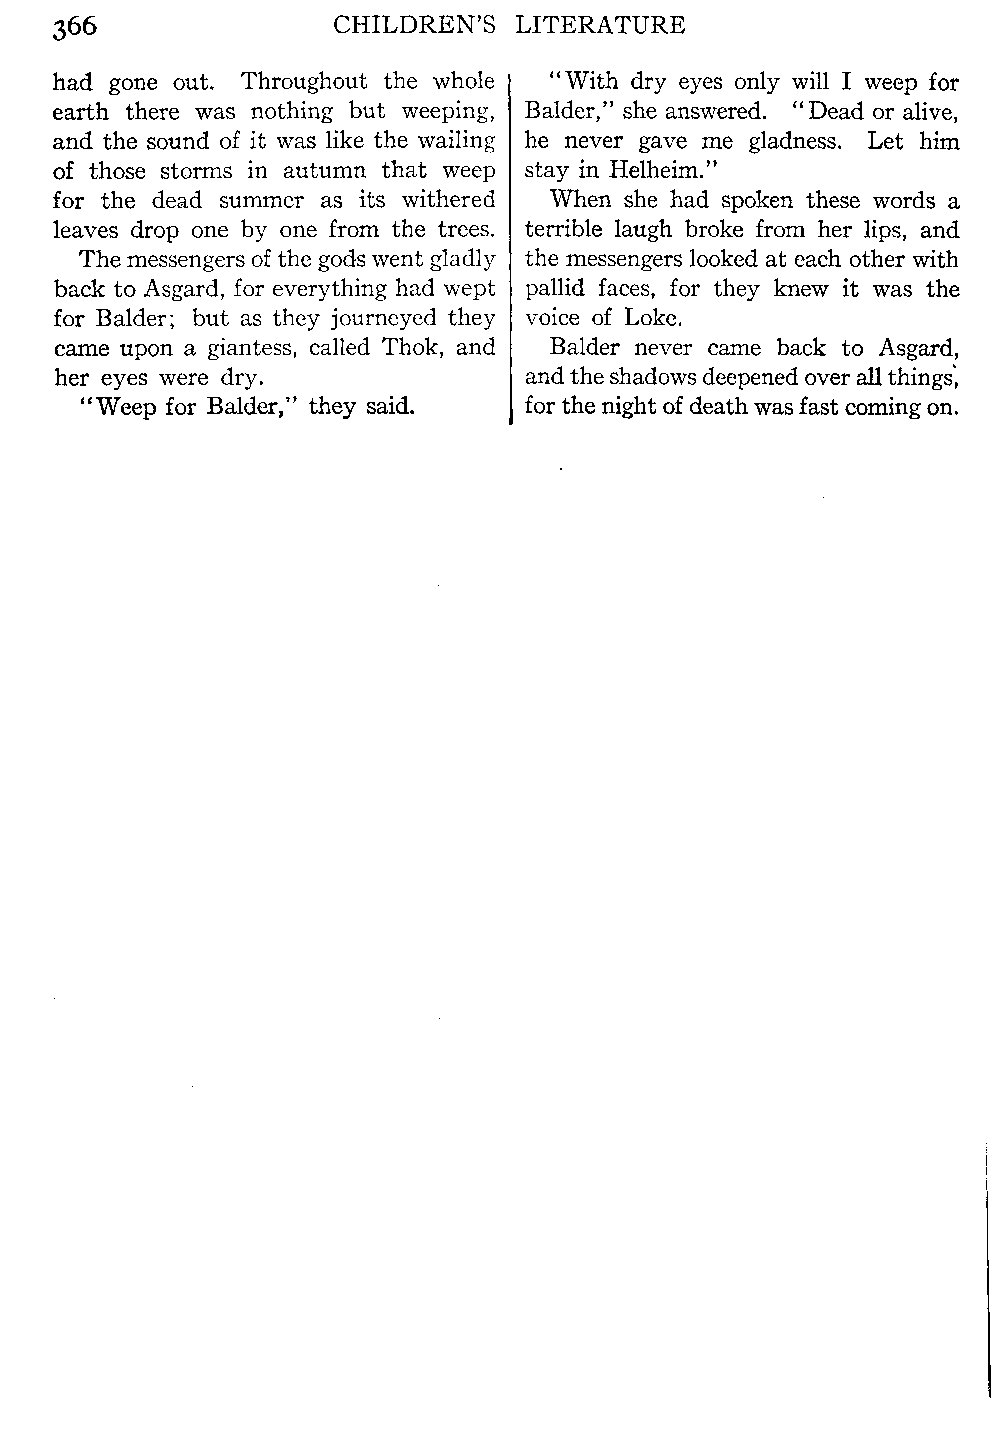 366 CHILDREN'S LITERATURE
had gone out. Throughout the whole
earth there was nothing but weeping,
and the sound of it was like the wailing
of those storms in autumn that weep
for the dead summer as its withered
leaves drop one by one from the trees.
The messengers of the gods went gladly
back to Asgard, for everything had wept
for Balder; but as they journeyed they
came upon a giantess, called Thok, and
her eyes were dry.
"Weep for Balder," they said.
"With dry eyes only will I weep for
Balder," she answered. "Dead or alive,
he never gave me gladness. Let him
stay in Helheim."
When she had spoken these words a
terrible laugh broke from her lips, and
the messengers looked at each other with
pallid faces, for they knew it was the
voice of Loke.
Balder never came back to Asgard,
and the shadows deepened over all things,
for the night of death was fast coming on.